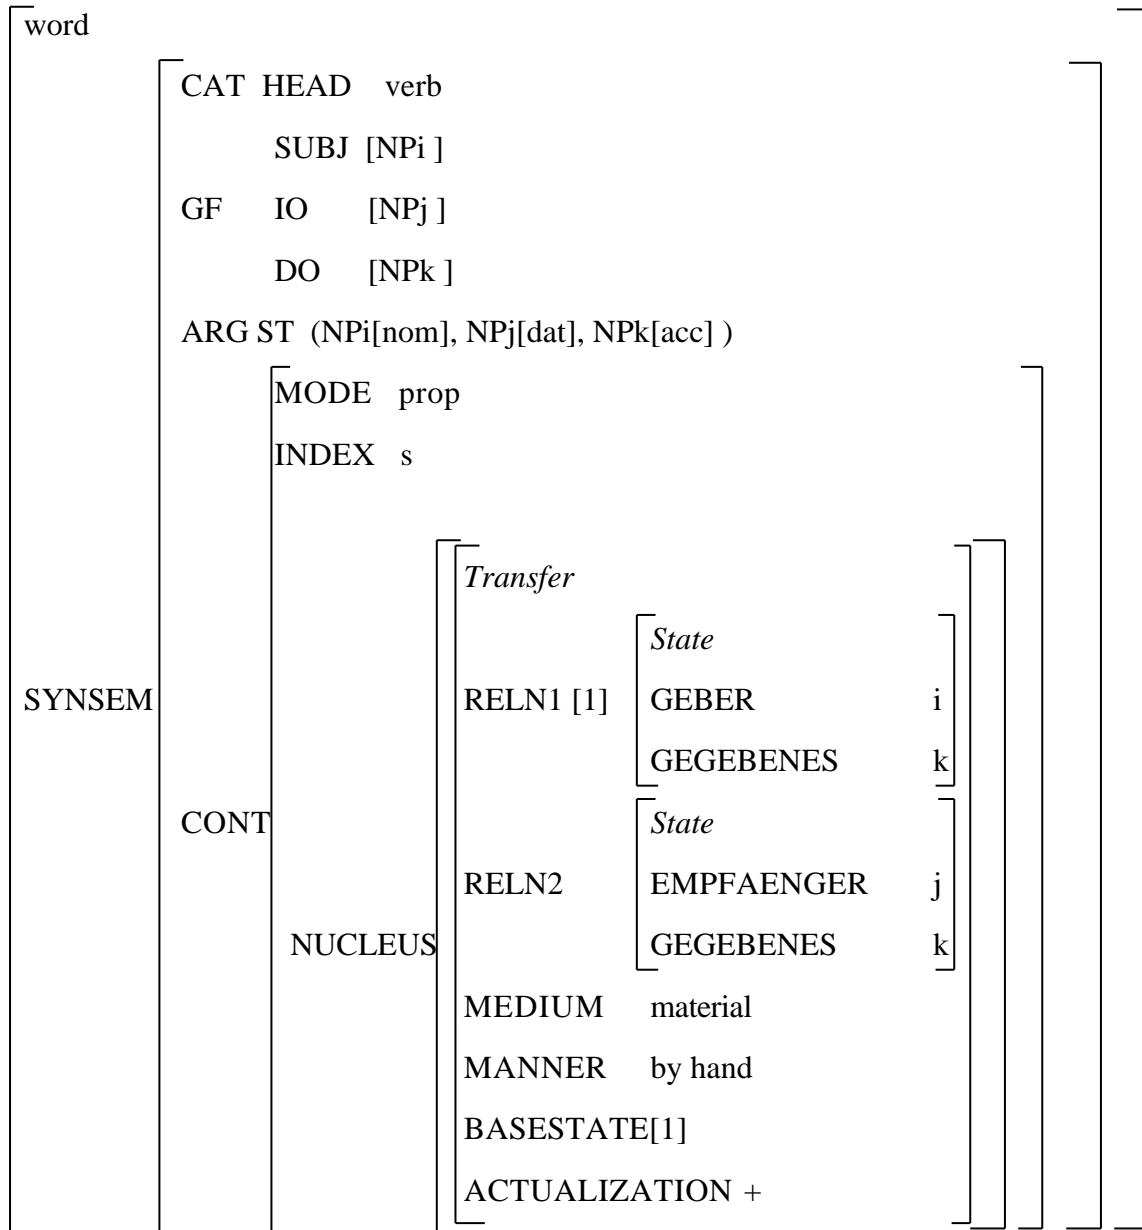 word
CAT HEAD verb
SUBJ [NPi ]
GF IO [NPj ]
DO [NPk ]
ARG ST (NPi[nom], NPj[dat], NPk[acc] )
MODE prop
INDEX s
Transfer
State
SYNSEM RELN1 [1] GEBER i
GEGEBENES k
CONT State
RELN2 EMPFAENGER j
NUCLEUS GEGEBENES k
MEDIUM material
MANNER by hand
BASESTATE[1]
ACTUALIZATION +